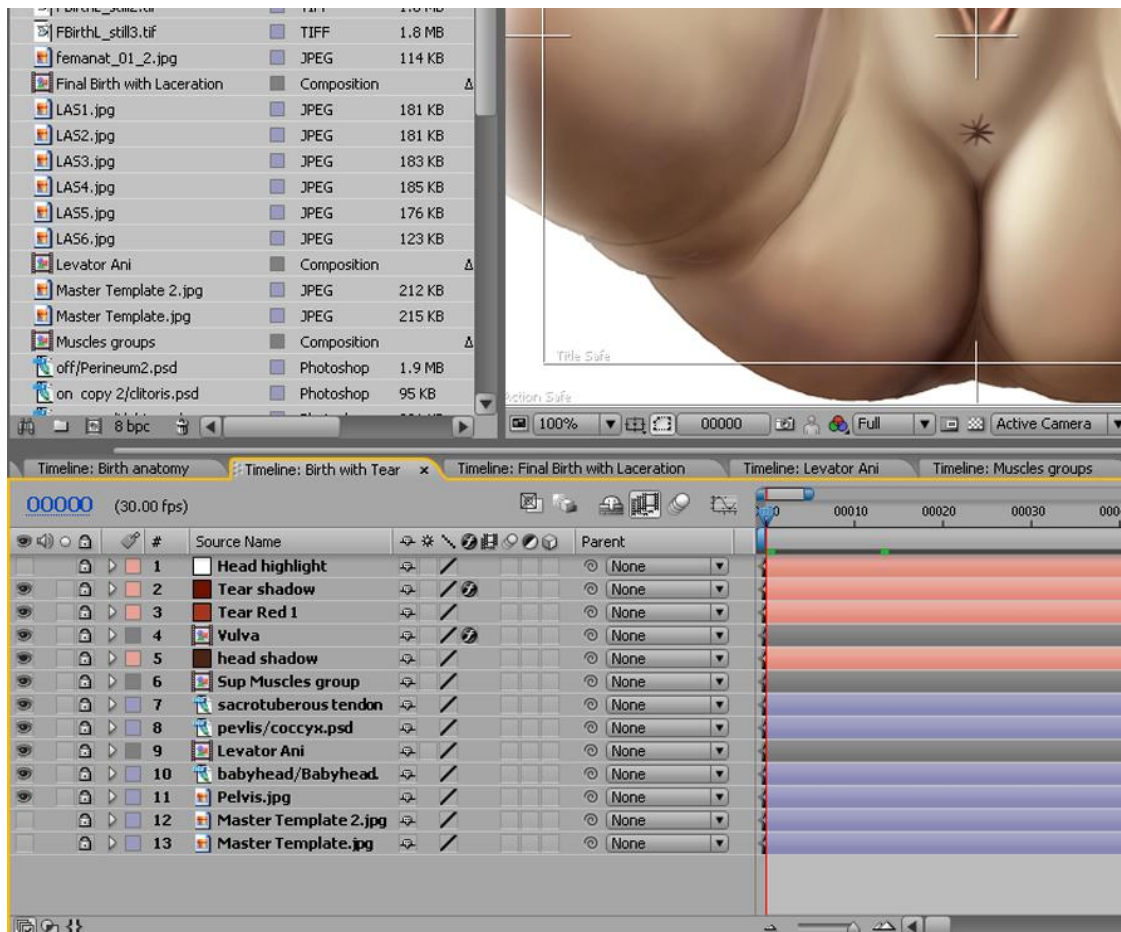 FBirthL_still3.tif TIFF 1.8 MB
femanat_01_2.jpg JPEG 114 KB
Final Birth with Laceration Composition
LAS1.jpg JPEG 181 KB
LAS2.jpg JPEG 181 KB
LAS3.jpg JPEG 183 KB
LAS4.jpg JPEG 185 KB
LAS5.jpg JPEG 176 KB
LAS6.jpg JPEG 123 KB
Levator Ani Composition
Master Template 2.jpg JPEG 212 KB
Master Template.jpg JPEG 215 KB
Muscles groups Composition
off/Perineum2.psd Photoshop 1.9 MB
on copy 2/clitoris.psd Photoshop 95 KB
8 bpc
Title Safe
Action Safe
100% 00000 Full Active Camera
Timeline: Birth anatomy Timeline: Birth with Tear x Timeline: Final Birth with Laceration Timeline: Levator Ani Timeline: Muscles groups
00000 (30.00 fps)
00010 00020 00030
# Source Name Parent
1 Head highlight None
2 Tear shadow None
3 Tear Red 1 None
4 Vulva None
5 head shadow None
6 Sup Muscles group None
7 sacrotuberous tendon None
8 pevlis/coccyx.psd None
9 Levator Ani None
10 babyhead/Babyhead. None
11 Pelvis.jpg None
12 Master Template 2.jpg None
13 Master Template.jpg None